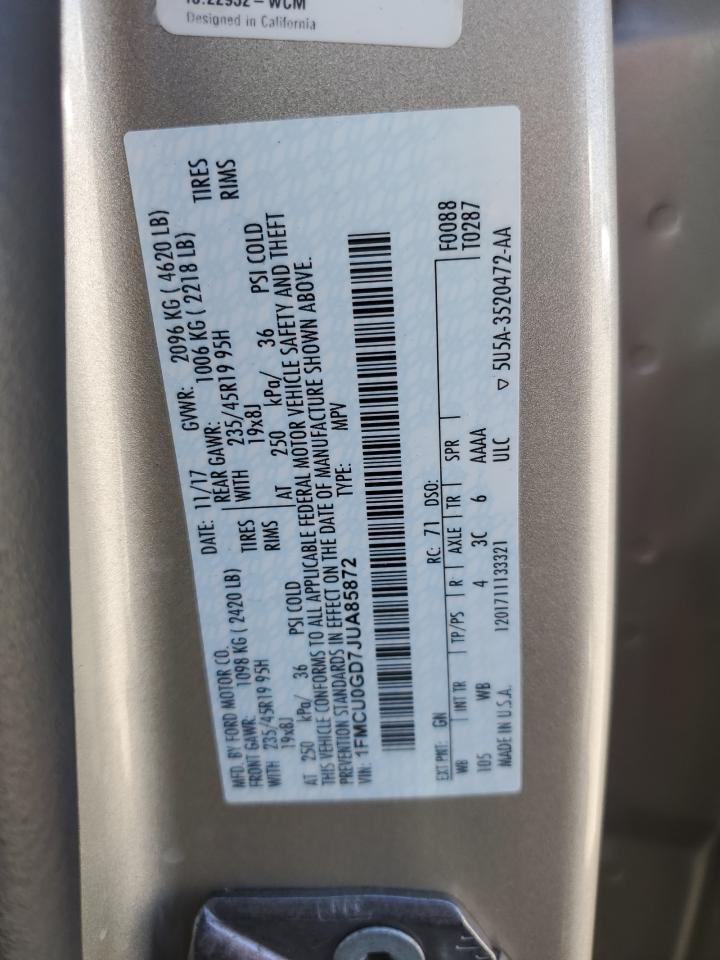 18.22952-WCM
Designed in California
MFD. BY FORD MOTOR CO.
DATE: 11/17 GVWR: 2096 KG ( 4620 LB)
FRONT GAWR: 1098 KG ( 2420 LB) REAR GAWR: 1006 KG ( 2218 LB)
WITH 235/45R19 95H TIRES WITH 235/45R19 95H TIRES
19x8J RIMS 19x8J RIMS
AT 250 kPa/ 36 PSI COLD AT 250 kPa/ 36 PSI COLD
THIS VEHICLE CONFORMS TO ALL APPLICABLE FEDERAL MOTOR VEHICLE SAFETY AND THEFT
PREVENTION STANDARDS IN EFFECT ON THE DATE OF MANUFACTURE SHOWN ABOVE.
VIN: 1FMCU0GD7JUA85872 TYPE: MPV
EXT PNT: GN RC: 71 DSO: F0088
WB INT TR TP/PS R AXLE TR SPR T0287
105 WB 4 3C 6 AAAA
MADE IN U.S.A. 1201711133321 ULC ▽ 5U5A-3520472-AA